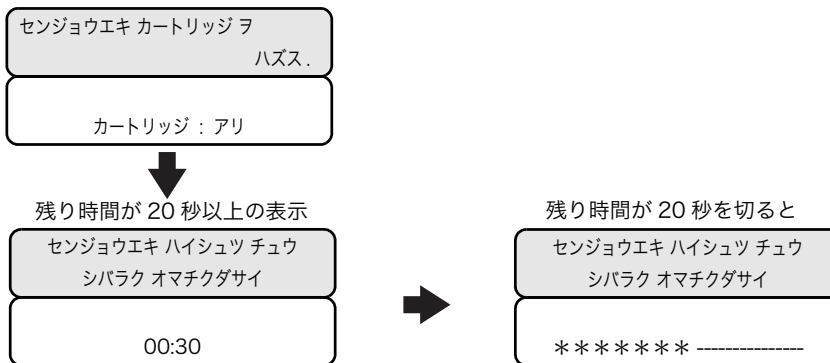 センジョウエキ カートリッジ ヲ
ハズス.
カートリッジ : アリ
残り時間が 20 秒以上の表示
センジョウエキ ハイシュツ チュウ
シバラク オマチクダサイ
00:30
残り時間が 20 秒を切ると
センジョウエキ ハイシュツ チュウ
シバラク オマチクダサイ
*******---------------